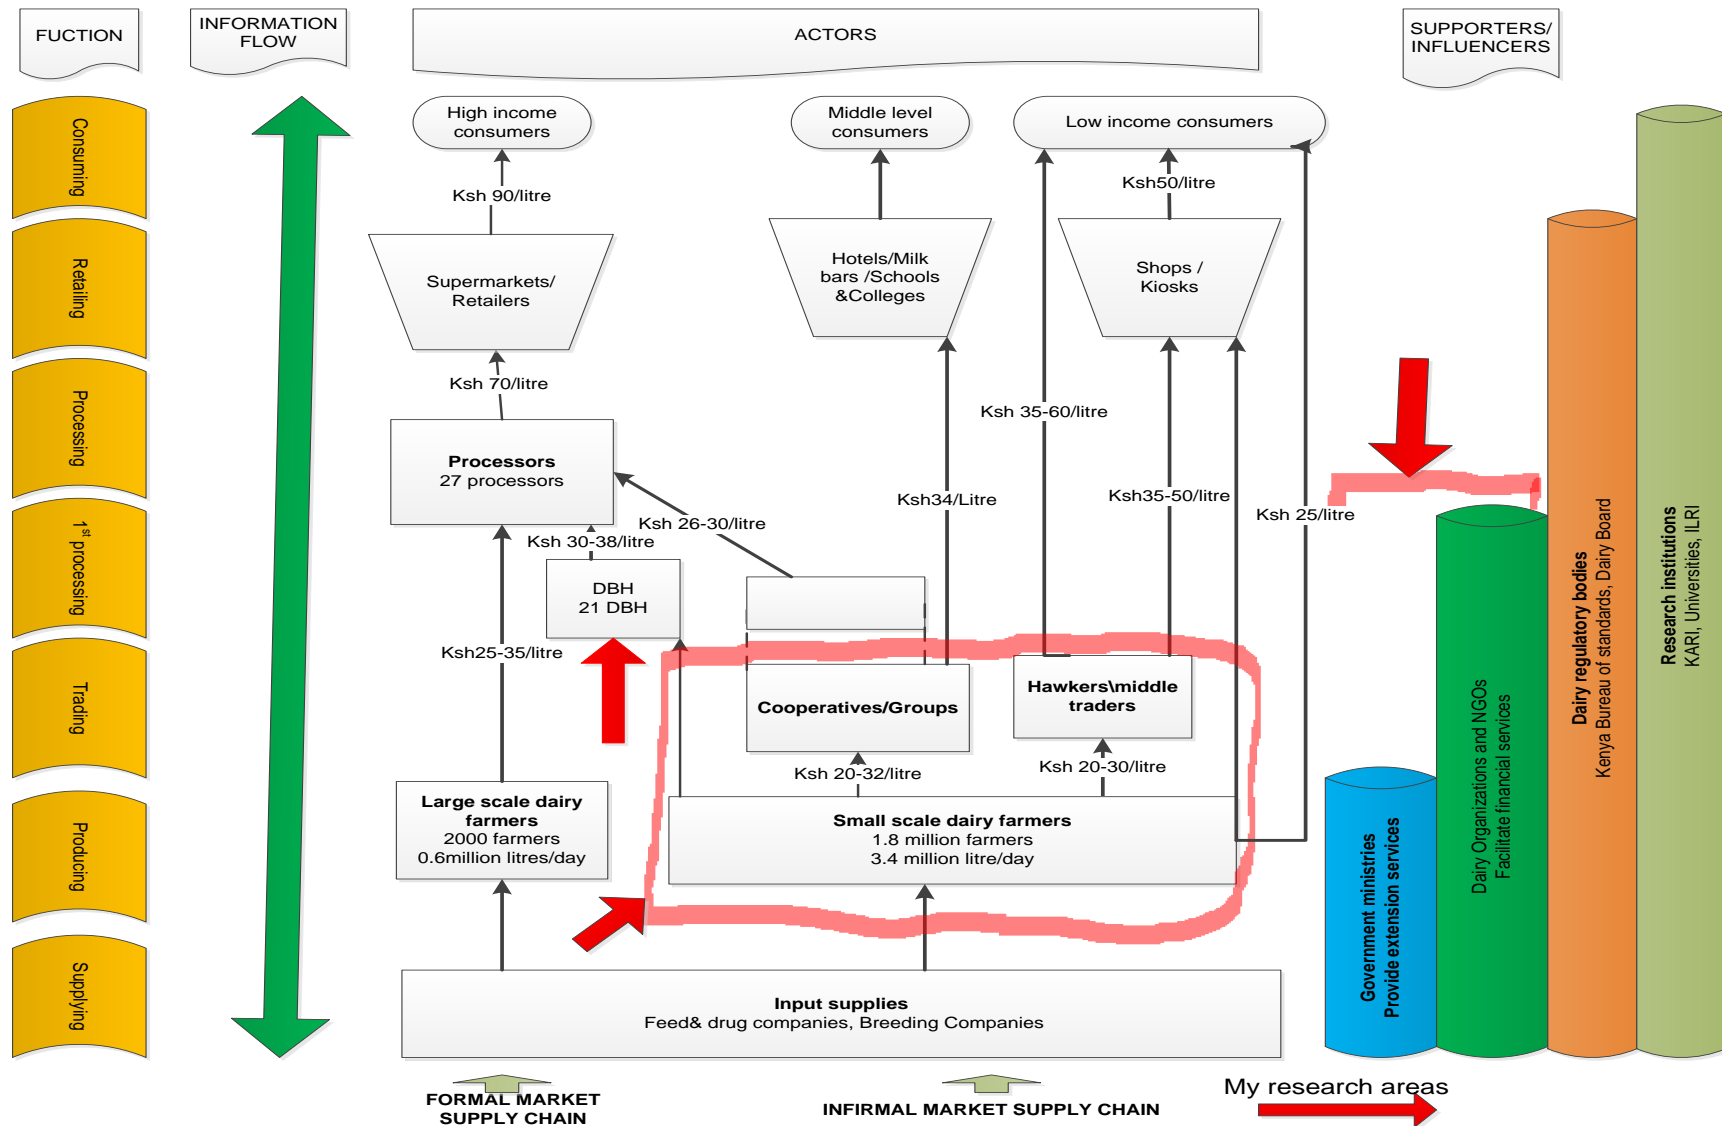 FUCTION
INFORMATION
FLOW
ACTORS
SUPPORTERS/
INFLUENCERS
Consuming
Retailing
Processing
1st processing
Trading
Producing
Supplying
High income
consumers
Middle level
consumers
Low income consumers
Ksh 90/litre
Ksh50/litre
Supermarkets/
Retailers
Hotels/Milk
bars /Schools
&Colleges
Shops /
Kiosks
Ksh 70/litre
Ksh 35-60/litre
Processors
27 processors
Ksh34/Litre
Ksh35-50/litre
Ksh 25/litre
Ksh 26-30/litre
Ksh 30-38/litre
DBH
21 DBH
Ksh25-35/litre
Cooperatives/Groups
Hawkers\middle
traders
Ksh 20-32/litre
Ksh 20-30/litre
Large scale dairy
farmers
2000 farmers
0.6million litres/day
Small scale dairy farmers
1.8 million farmers
3.4 million litre/day
Input supplies
Feed& drug companies, Breeding Companies
Government ministries
Provide extension services
Dairy Organizations and NGOs
Facilitate financial services
Dairy regulatory bodies
Kenya Bureau of standards, Dairy Board
Research institutions
KARI, Universities, ILRI
FORMAL MARKET
SUPPLY CHAIN
INFIRMAL MARKET SUPPLY CHAIN
My research areas